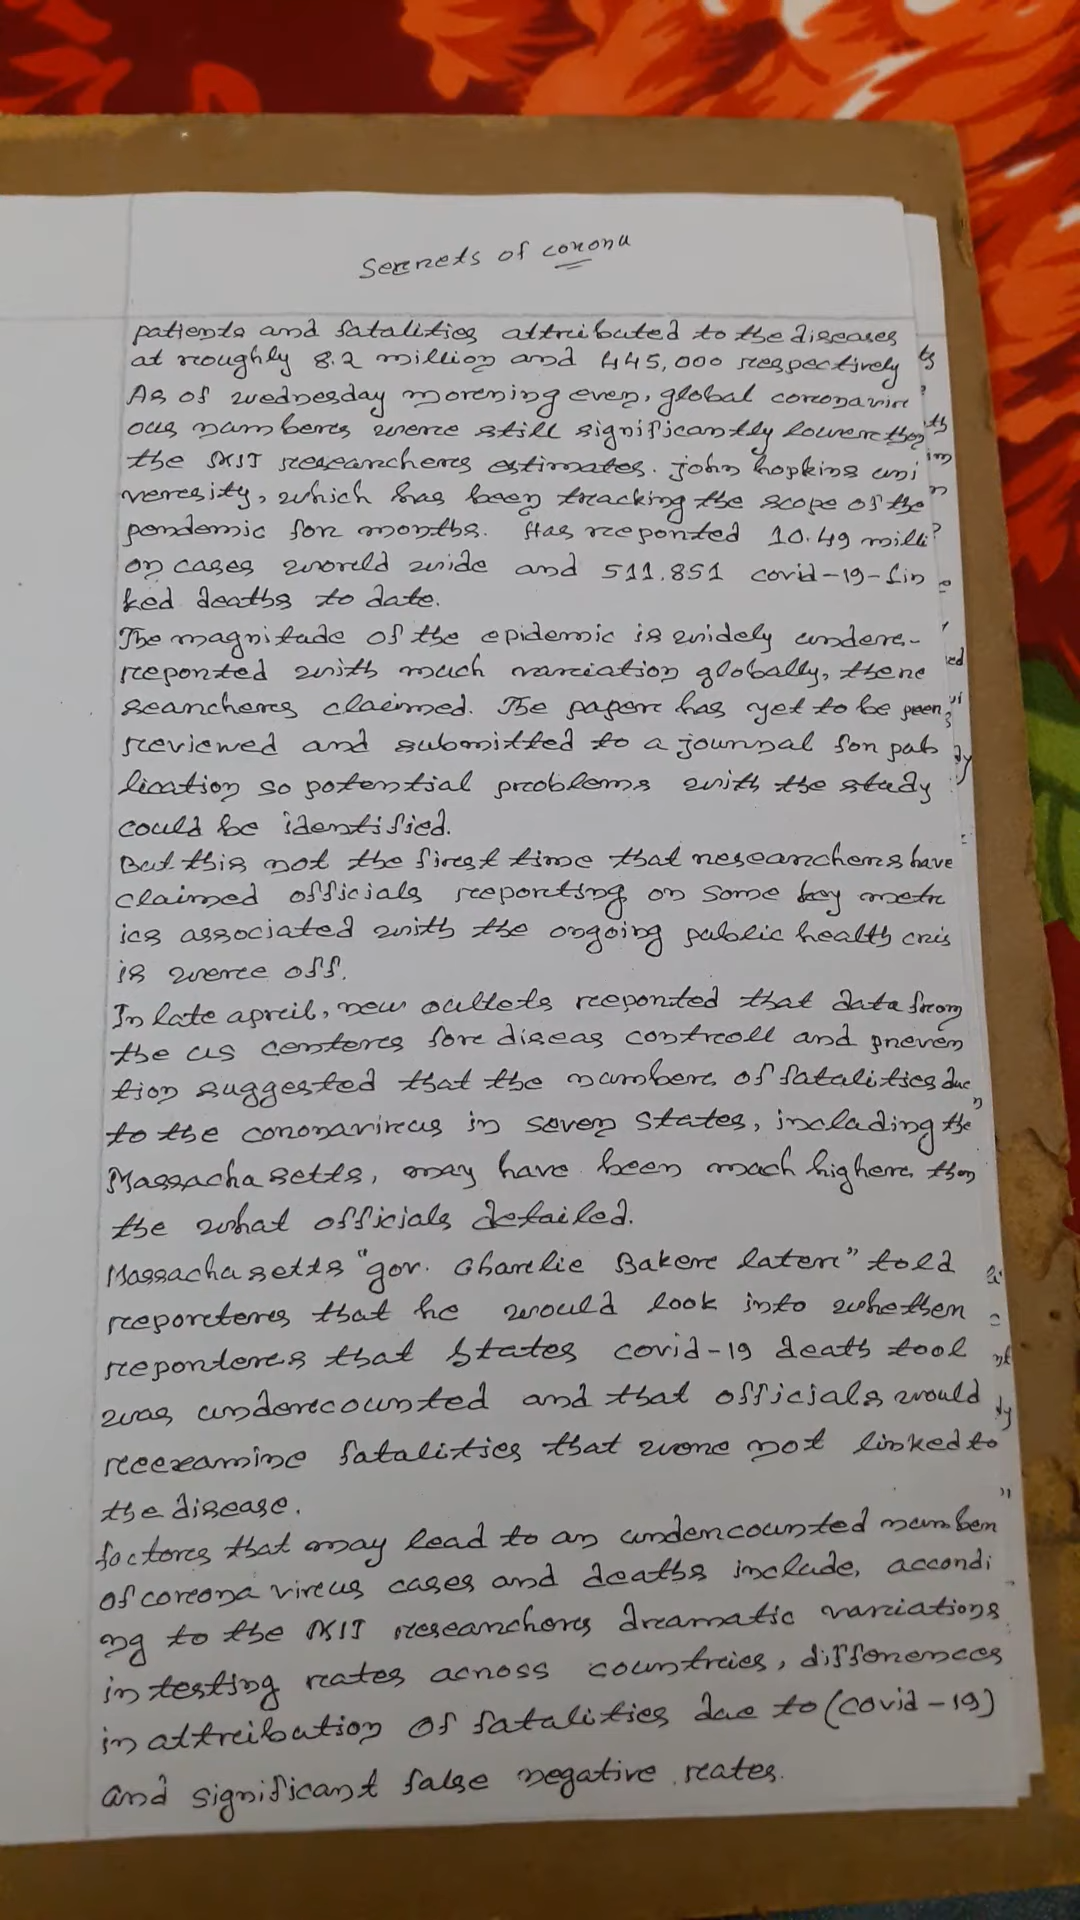 Secrets of corona
patients and fatalities attributed to the diseases
at roughly 8.2 million and 445,000 respectively
As of wednesday morning even, global coronavir
ous numbers were still significantly lower then
the MIT researchers estimates. john hopkins uni
versity, which has been tracking the scope of the
pendemic for months. Has reported 10.49 milli
on cases world wide and 511,851 covid-19-lin
ked deaths to date.
The magnitude of the epidemic is widely under-
reported with much variation globally, the re
searchers claimed. The paper has yet to be peer
reviewed and submitted to a journal for pub
lication so potential problems with the study
could be identified.
But this not the first time that researchers have
claimed officials reporting on some key metr
ics associated with the ongoing public health cris
is were off.
In late april, new outlets reported that data from
the us centers for diseas controll and preven
tion suggested that the numbers of fatalities due
to the coronavirus in seven states, including the
Massachusetts, may have been much higher than
the what officials detailed.
Massachusetts "gov. Charlie Baker later" told
reporters that he would look into whether
reporters that states covid-19 death tool
was undercounted and that officials would
reexamine fatalities that were not linked to
the disease.
factors that may lead to an undercounted number
of corona virus cases and deaths include, accordi
ng to the MIT researchers dramatic variations
in testing rates across countries, differences
in attribution of fatalities due to (covid-19)
and significant false negative rates.